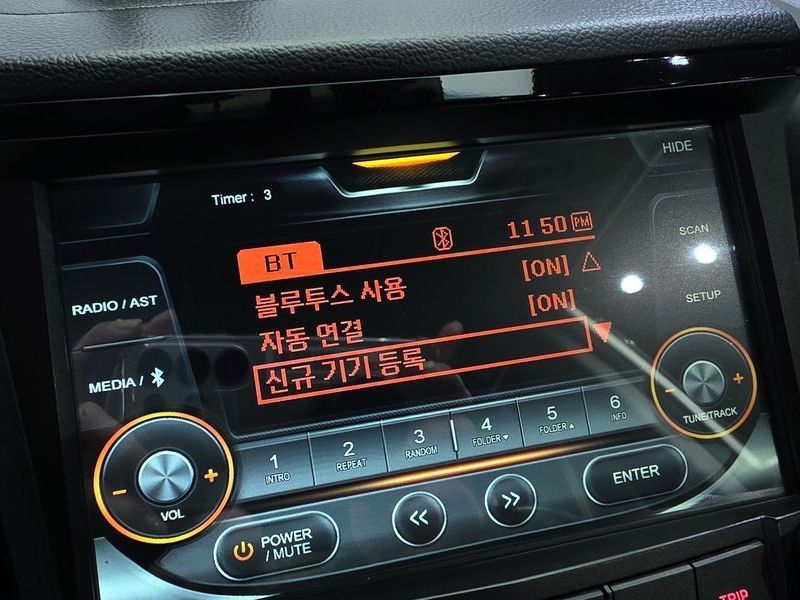 HIDE
Timer : 3
11 50 PM
SCAN
BT
RADIO / AST
블루투스 사용 [ON]
SETUP
자동 연결 [ON]
신규 기기 등록
MEDIA /
1 INTRO
2 REPEAT
3 RANDOM
4 FOLDER ▼
5 FOLDER ▲
6 INFO
- +
TUNE/TRACK
- +
VOL
ENTER
POWER
/ MUTE
TRIP